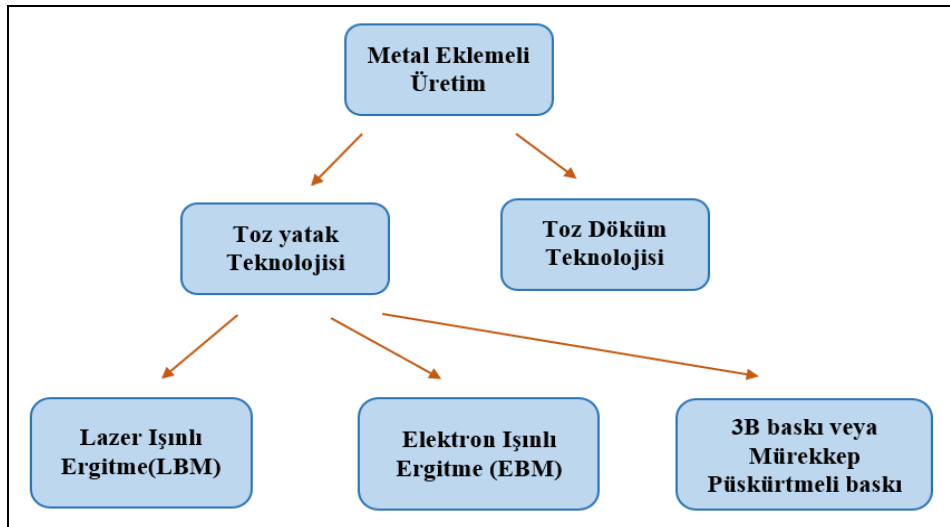 Metal Eklemeli
Üretim
Toz yatak
Teknolojisi
Toz Döküm
Teknolojisi
Lazer Işınlı
Ergitme(LBM)
Elektron Işınlı
Ergitme (EBM)
3B baskı veya
Mürekkep
Püskürtmeli baskı